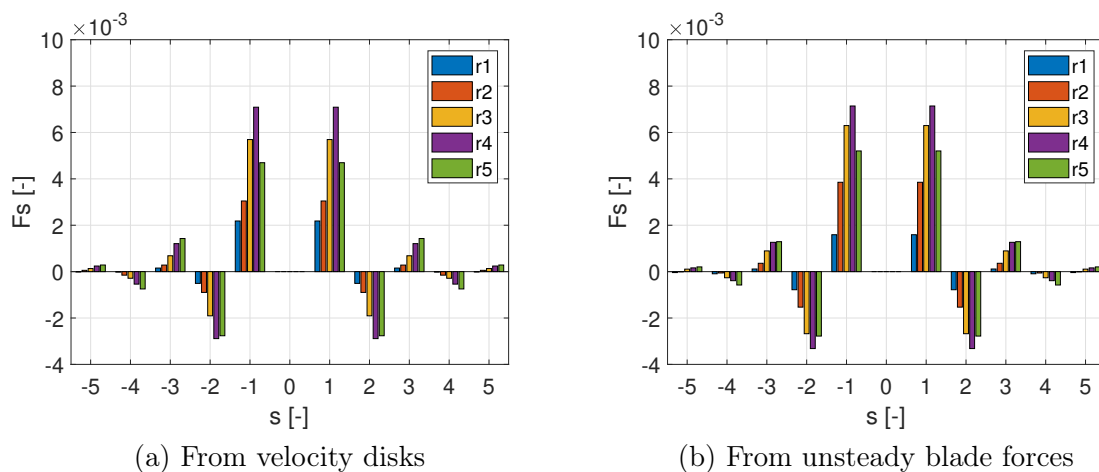 ×10⁻³
10
8
6
4
2
0
-2
-4
Fs [-]
r1
r2
r3
r4
r5
-5 -4 -3 -2 -1 0 1 2 3 4 5
s [-]
(a) From velocity disks
×10⁻³
10
8
6
4
2
0
-2
-4
Fs [-]
r1
r2
r3
r4
r5
-5 -4 -3 -2 -1 0 1 2 3 4 5
s [-]
(b) From unsteady blade forces